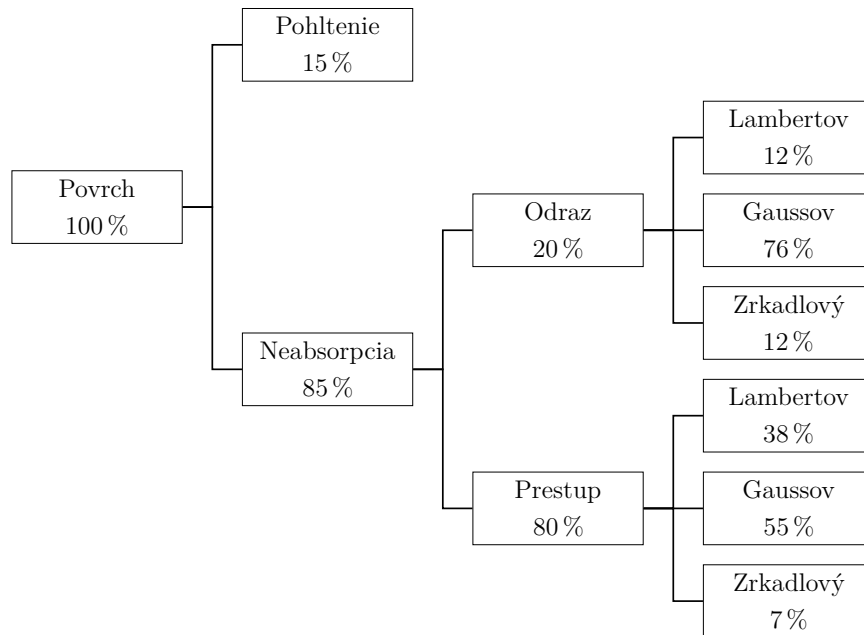 Pohltenie
15 %
Povrch
100 %
Neabsorpcia
85 %
Odraz
20 %
Prestup
80 %
Lambertov
12 %
Gaussov
76 %
Zrkadlový
12 %
Lambertov
38 %
Gaussov
55 %
Zrkadlový
7 %